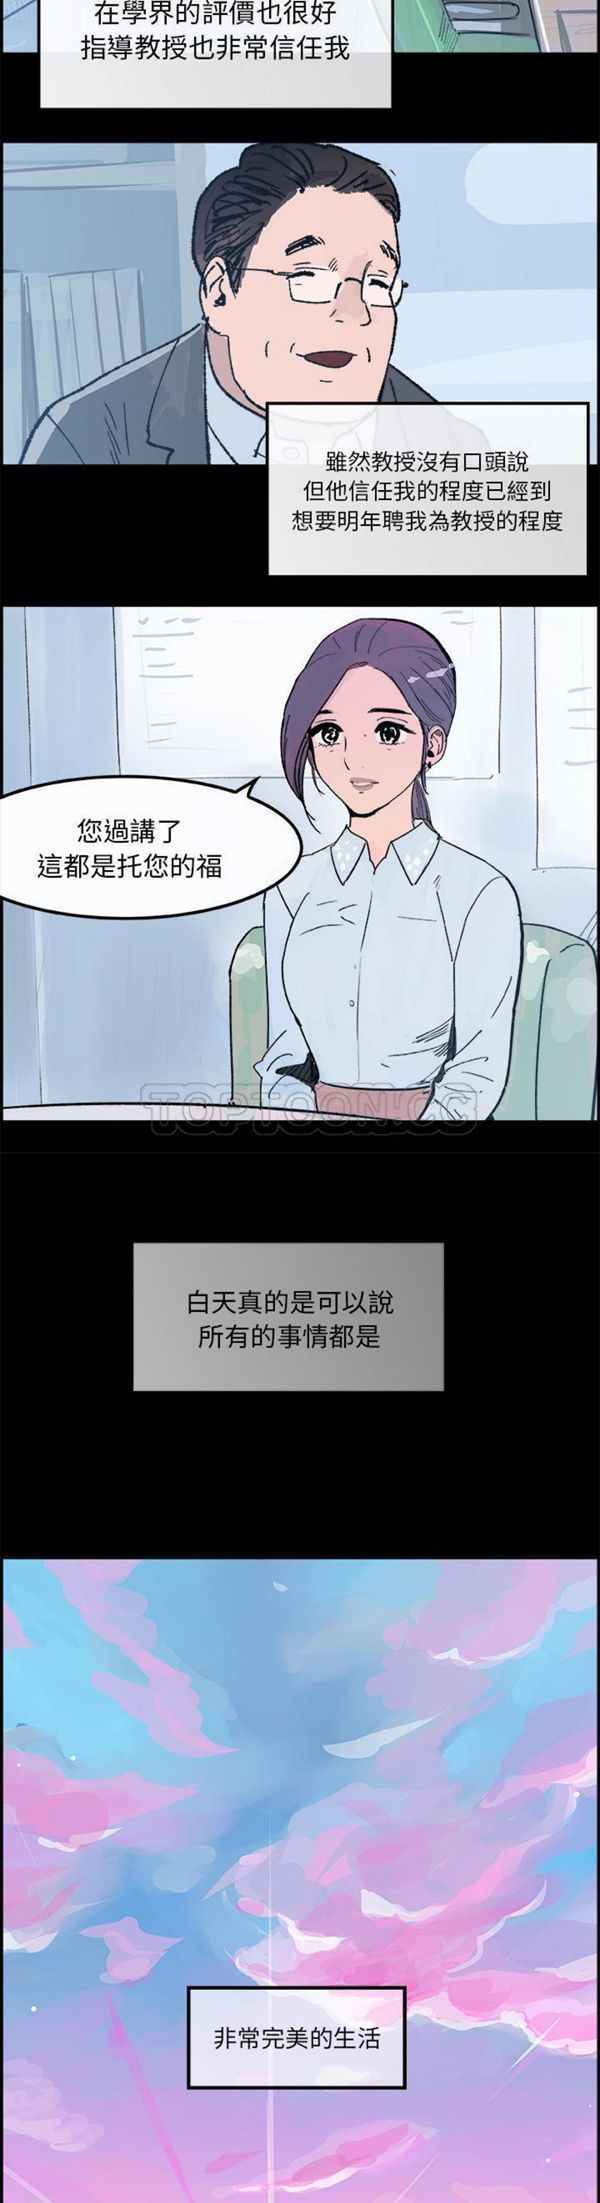 在學界的評價也很好
指導教授也非常信任我
雖然教授沒有口頭說
但他信任我的程度已經到
想要明年聘我為教授的程度
您過講了
這都是托您的福
TOPTOON.CC
白天真的是可以說
所有的事情都是
非常完美的生活